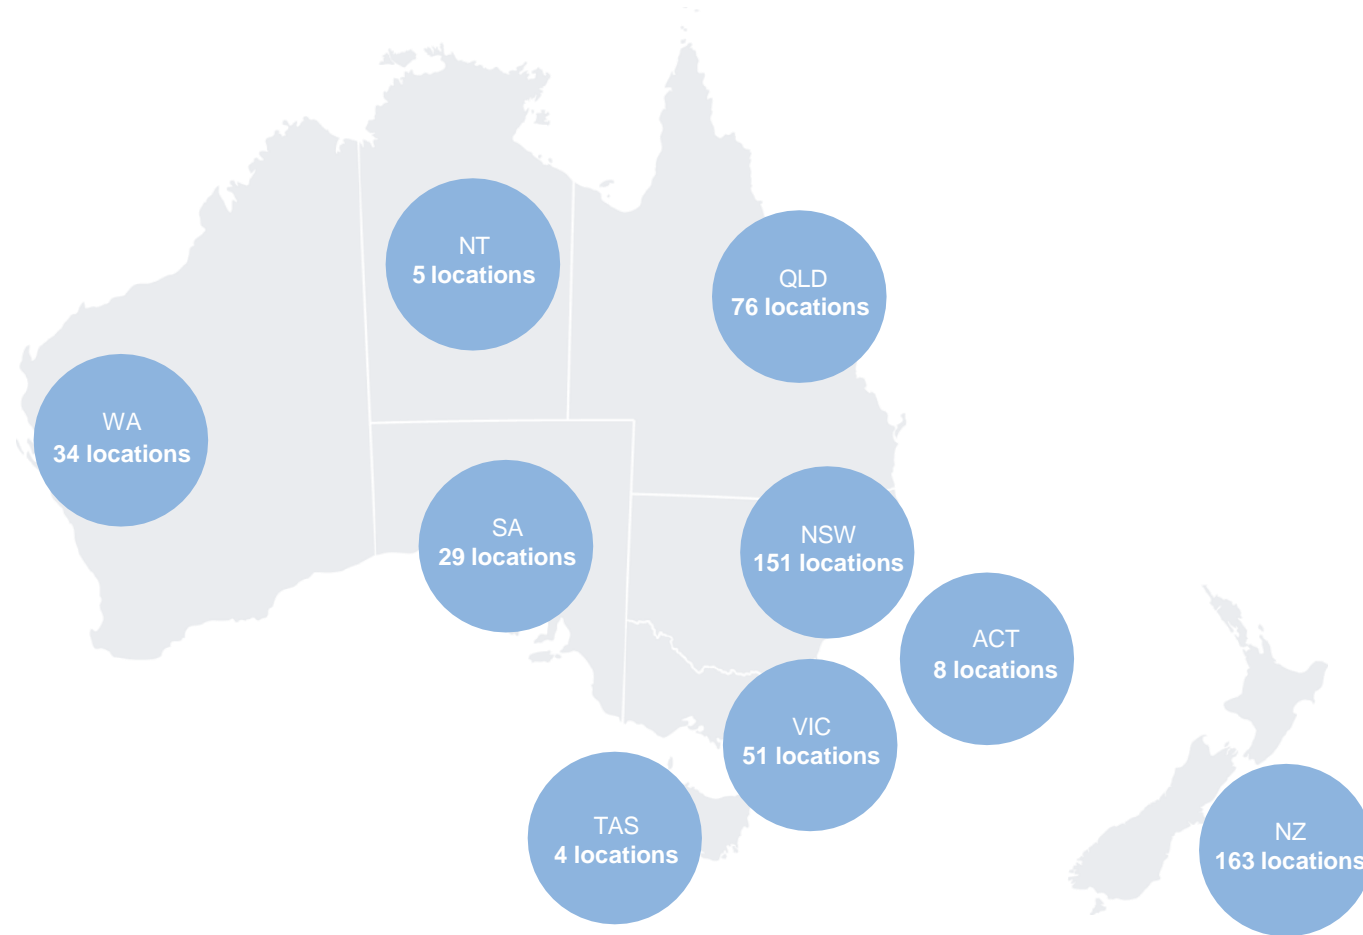 NT
5 locations
QLD
76 locations
WA
34 locations
SA
29 locations
NSW
151 locations
ACT
8 locations
VIC
51 locations
TAS
4 locations
NZ
163 locations